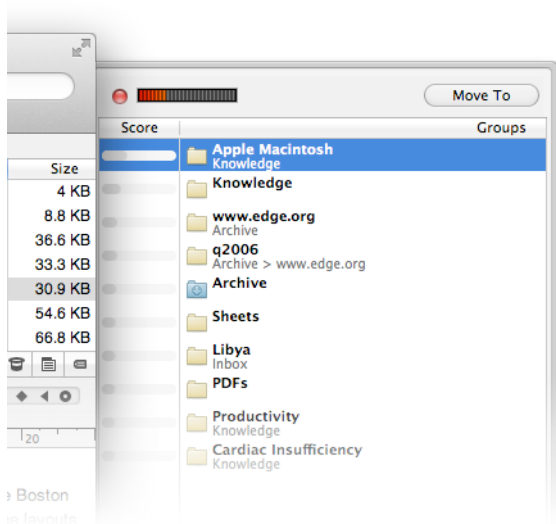 Move To
Score
Groups
Size
4 KB
8.8 KB
36.6 KB
33.3 KB
30.9 KB
54.6 KB
66.8 KB
20
Boston
Apple Macintosh
Knowledge
Knowledge
www.edge.org
Archive
q2006
Archive > www.edge.org
Archive
Sheets
Libya
Inbox
PDFs
Productivity
Knowledge
Cardiac Insufficiency
Knowledge